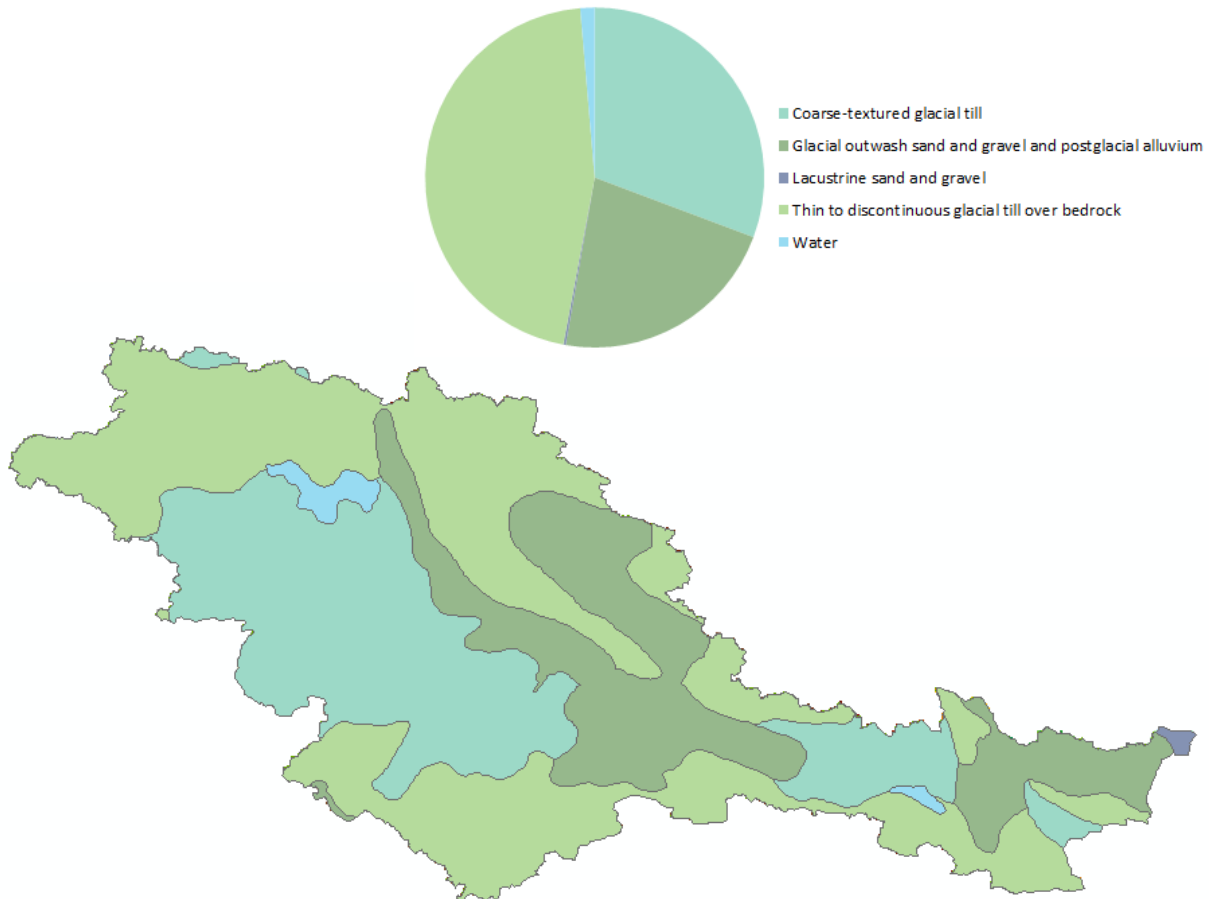 Coarse-textured glacial till
Glacial outwash sand and gravel and postglacial alluvium
Lacustrine sand and gravel
Thin to discontinuous glacial till over bedrock
Water